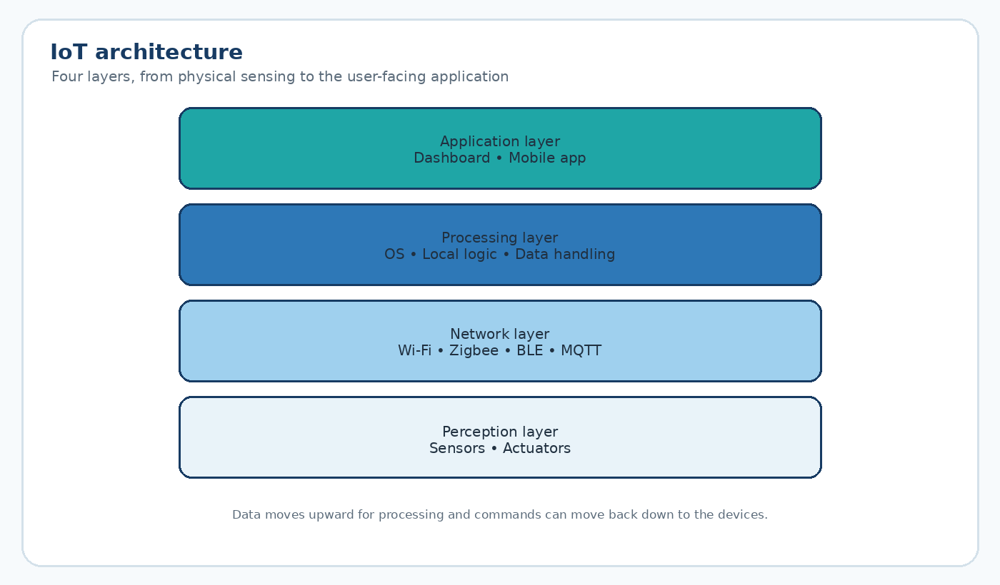 IoT architecture
Four layers, from physical sensing to the user-facing application
Application layer
Dashboard • Mobile app
Processing layer
OS • Local logic • Data handling
Network layer
Wi-Fi • Zigbee • BLE • MQTT
Perception layer
Sensors • Actuators
Data moves upward for processing and commands can move back down to the devices.